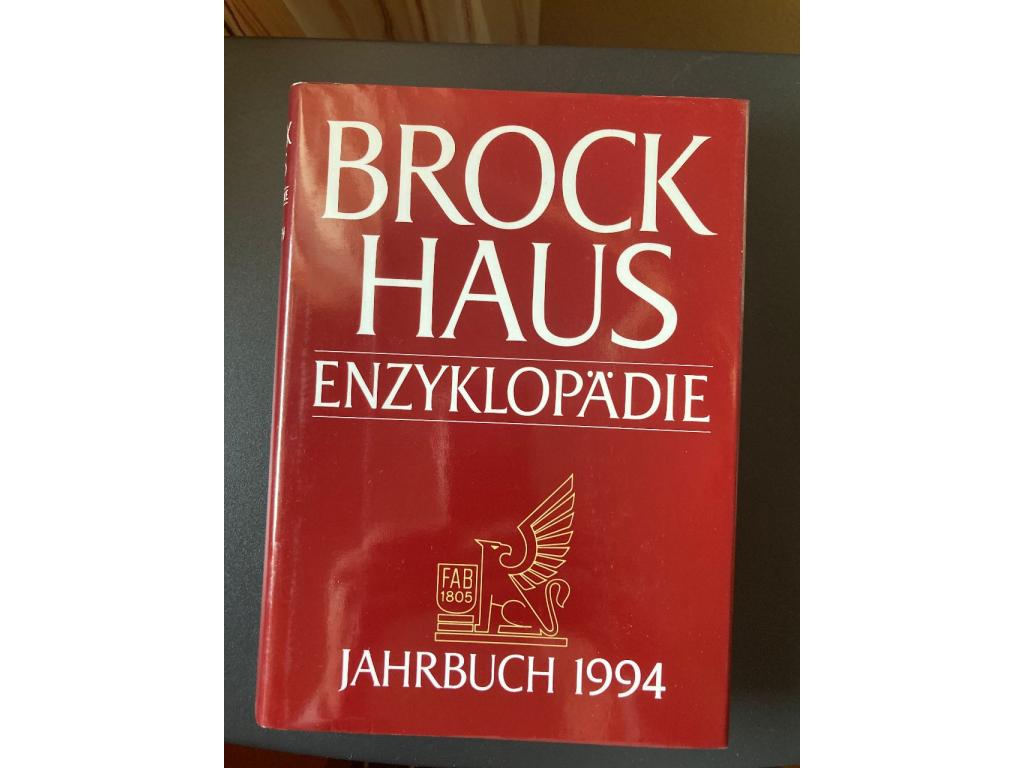 BROCK
HAUS
ENZYKLOPÄDIE
FAB
1805
JAHRBUCH 1994